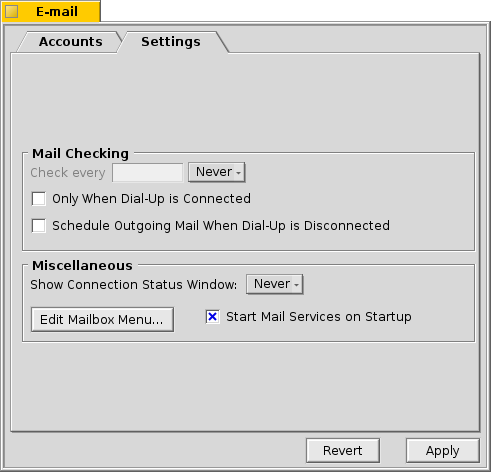 E-mail
Accounts Settings
Mail Checking
Check every Never
Only When Dial-Up is Connected
Schedule Outgoing Mail When Dial-Up is Disconnected
Miscellaneous
Show Connection Status Window: Never
Edit Mailbox Menu... Start Mail Services on Startup
Revert Apply